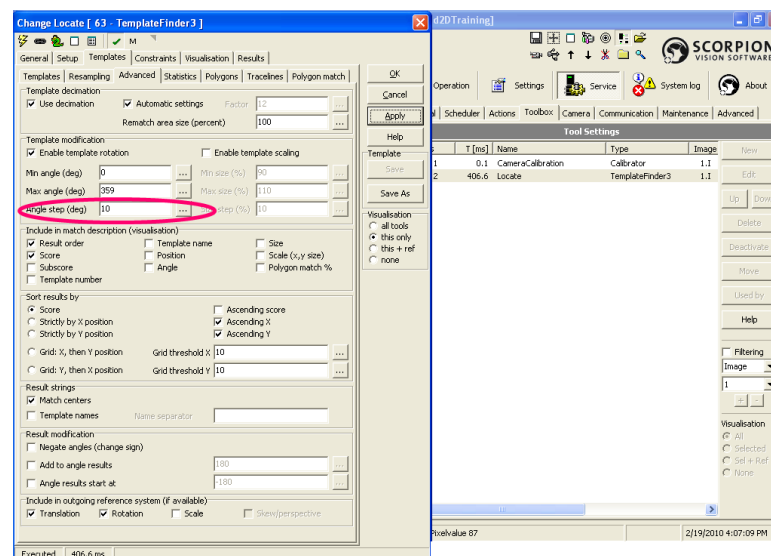 Change Locate [ 63 - TemplateFinder3 ]
M
General Setup Templates Constraints Visualisation Results
Templates Resampling Advanced Statistics Polygons Tracelines Polygon match
Template decimation
Use decimation Automatic settings Factor 12 ...
Rematch area size (percent) 100 ...
Template modification
Enable template rotation Enable template scaling
Min angle (deg) 0 ... Min size (%) 90 ...
Max angle (deg) 359 ... Max size (%) 110 ...
Angle step (deg) 10 ... step (%) 10 ...
Include in match description (visualisation)
Result order Template name Size
Score Position Scale (x,y size)
Subscore Angle Polygon match %
Template number
Sort results by
Score Ascending score
Strictly by X position Ascending X
Strictly by Y position Ascending Y
Grid: X, then Y position Grid threshold X 10 ...
Grid: Y, then X position Grid threshold Y 10 ...
Result strings
Match centers
Template names Name separator
Result modification
Negate angles (change sign)
Add to angle results 180 ...
Angle results start at -180 ...
Include in outgoing reference system (if available)
Translation Rotation Scale Skew/perspective
Executed 406.6 ms
OK
Cancel
Apply
Help
Template
Save
Save As
Visualisation
all tools
this only
this + ref
none
d2DTraining]
SCORPION
VISION SOFTWARE
Operation Settings Service System log About
al Scheduler Actions Toolbox Camera Communication Maintenance Advanced
Tool Settings
T [ms] Name Type Image
1 0.1 CameraCalibration Calibrator 1.I
2 406.6 Locate TemplateFinder3 1.I
New
Edit
Up Dow
Delete
Deactivate
Move
Used by
Help
Filtering
Image
1
+ -
Visualisation
All
Selected
Sel + Ref
None
Pixelvalue 87 2/19/2010 4:07:09 PM